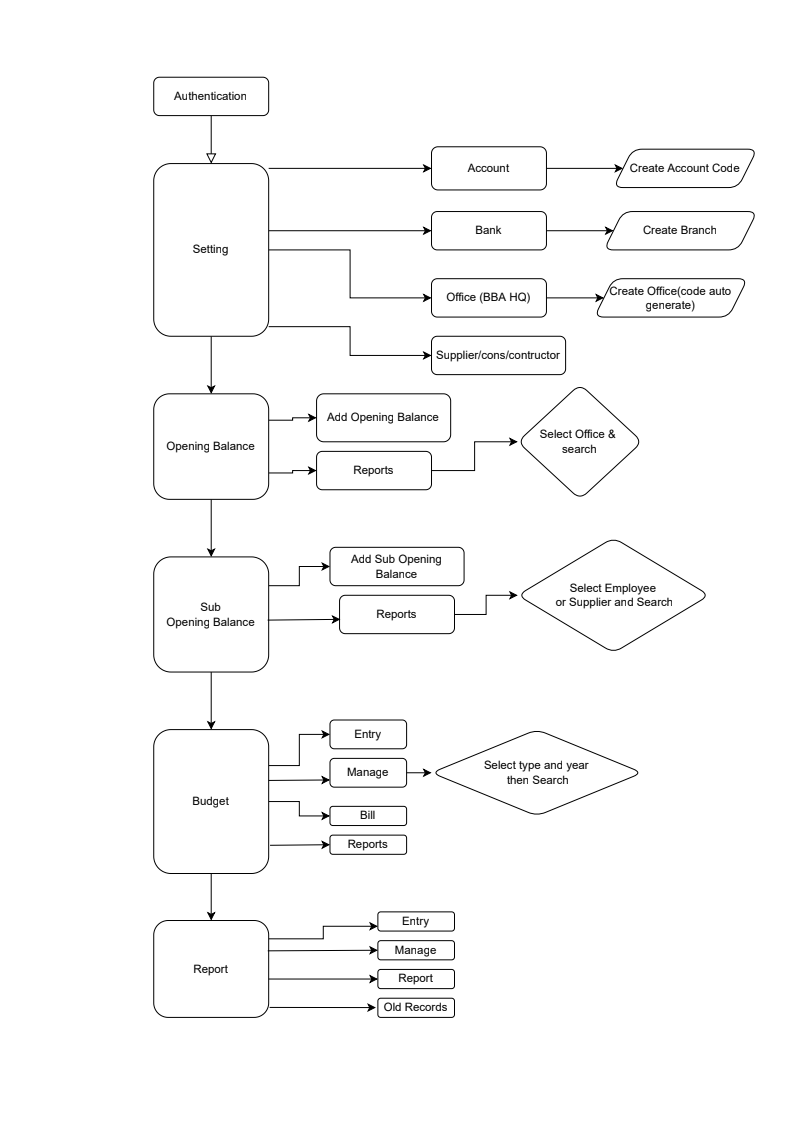 Authentication
Setting
Account
Create Account Code
Bank
Create Branch
Office (BBA HQ)
Create Office(code auto
generate)
Supplier/cons/contructor
Opening Balance
Add Opening Balance
Reports
Select Office &
search
Sub
Opening Balance
Add Sub Opening
Balance
Reports
Select Employee
or Supplier and Search
Budget
Entry
Manage
Select type and year
then Search
Bill
Reports
Report
Entry
Manage
Report
Old Records